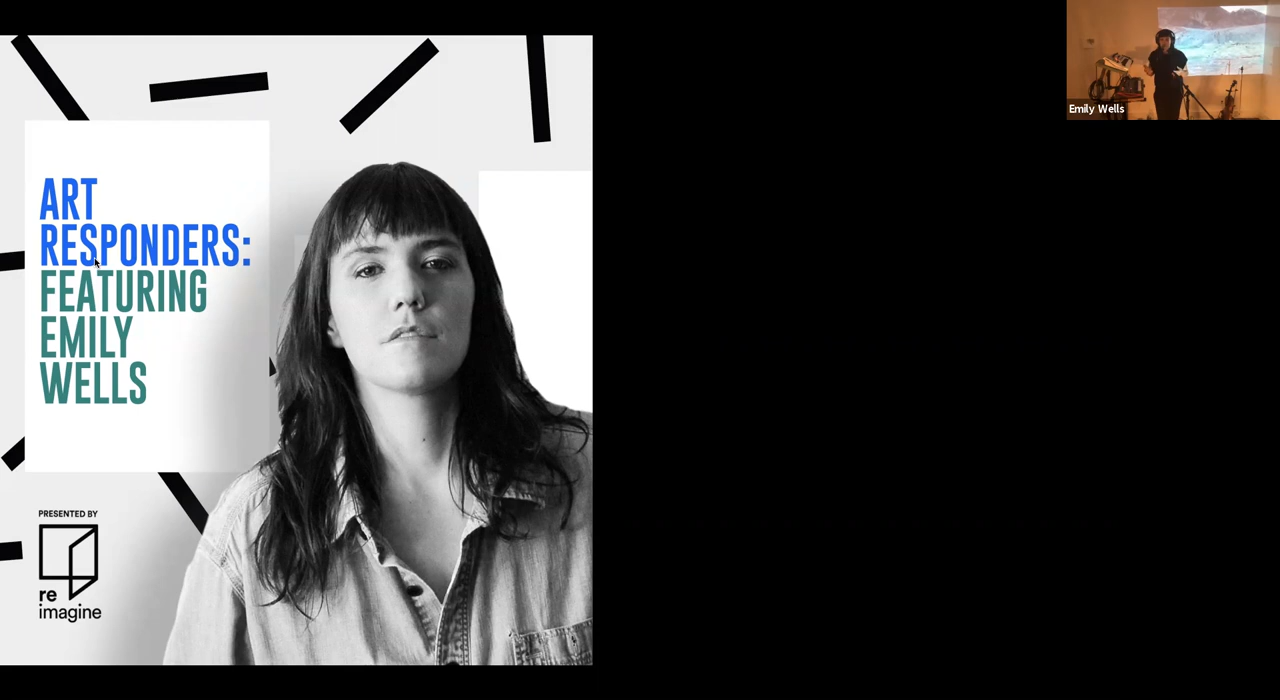 ART
RESPONDERS:
FEATURING
EMILY
WELLS
PRESENTED BY
re
imagine
Emily Wells